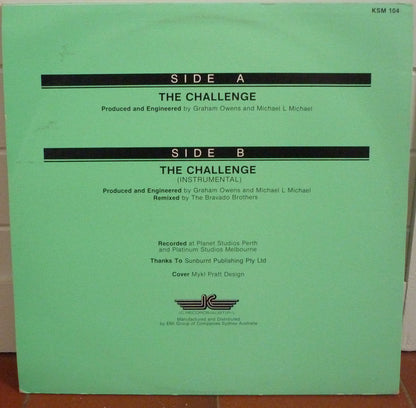 KSM 104
SIDE A
THE CHALLENGE
Produced and Engineered by Graham Owens and Michael L Michael
SIDE B
THE CHALLENGE
(INSTRUMENTAL)
Produced and Engineered by Graham Owens and Michael L Michael
Remixed by The Bravado Brothers
Recorded at Planet Studios Perth
and Platinum Studios Melbourne
Thanks To Sunburnt Publishing Pty Ltd
Cover Mykl Pratt Design
Manufactured and Distributed
by EMI Group of Companies Sydney Australia